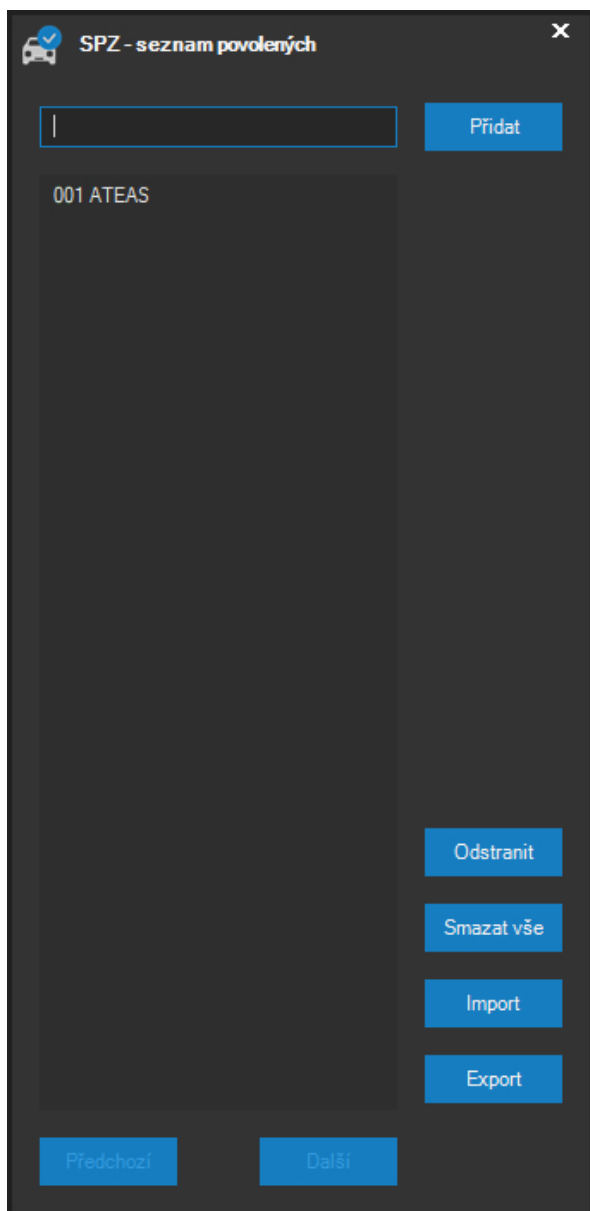 SPZ - seznam povolených
Přidat
001 ATEAS
Odstranit
Smazat vše
Import
Export
Předchozí
Další